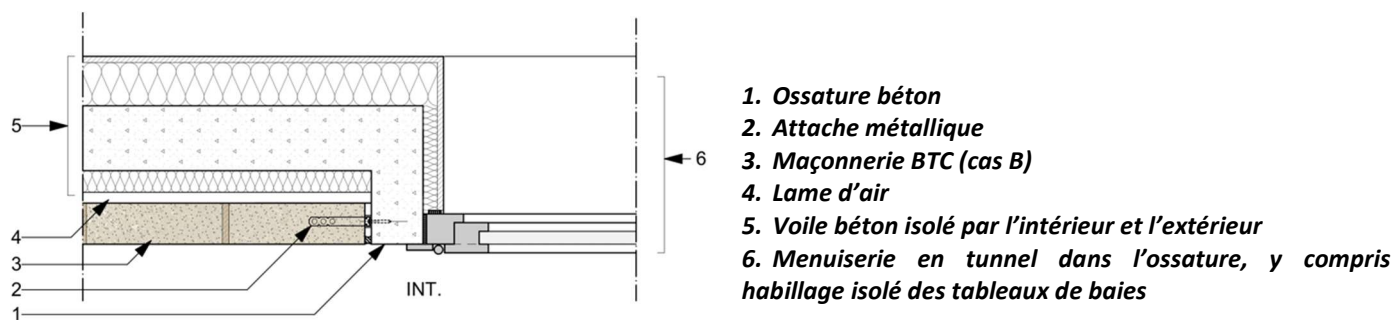 5
6
4
3
2
1
INT.
1. Ossature béton
2. Attache métallique
3. Maçonnerie BTC (cas B)
4. Lame d’air
5. Voile béton isolé par l’intérieur et l’extérieur
6. Menuiserie en tunnel dans l’ossature, y compris
habillage isolé des tableaux de baies